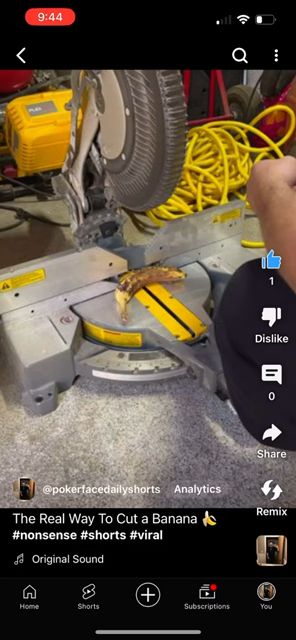 9:44
FLEX
1
Dislike
0
Share
@pokerfacedailyshorts Analytics
Remix
The Real Way To Cut a Banana 🍌
#nonsense #shorts #viral
Original Sound
Home
Shorts
Subscriptions
You